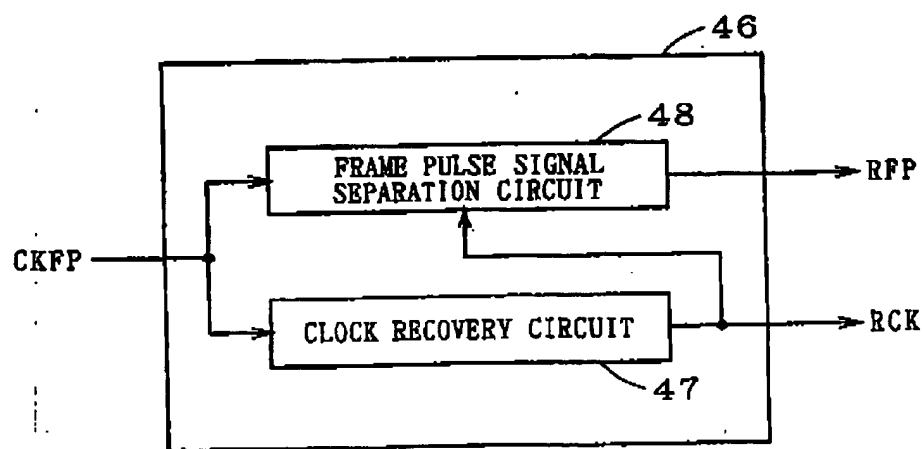 46
48
FRAME PULSE SIGNAL
SEPARATION CIRCUIT
RFP
CKFP
CLOCK RECOVERY CIRCUIT
RCK
47